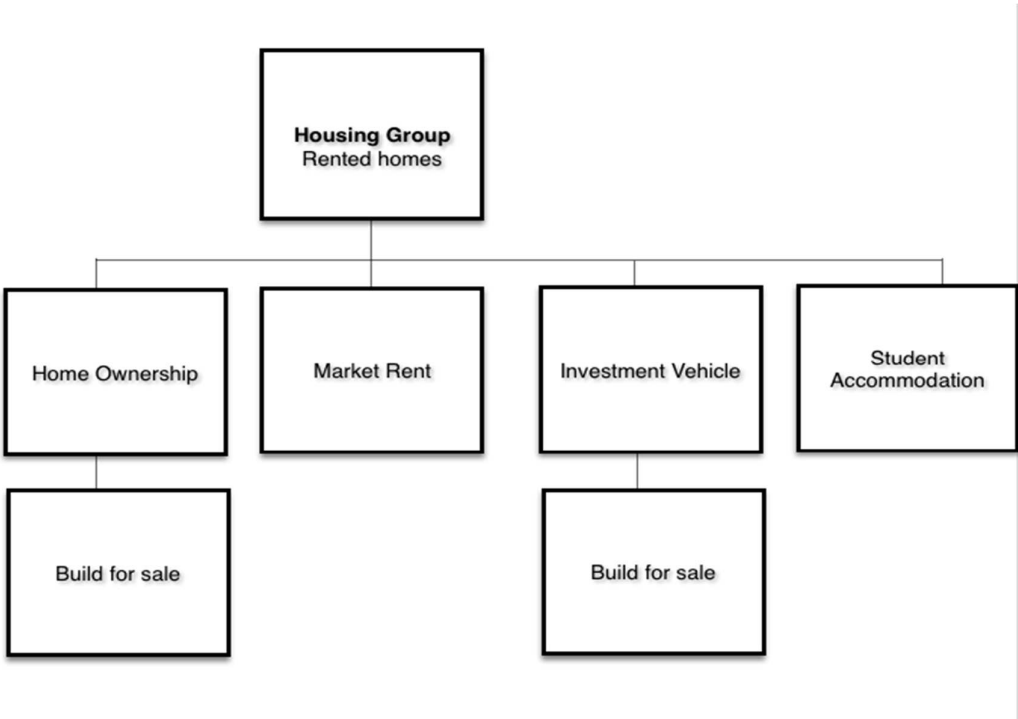 Housing Group
Rented homes
Home Ownership
Market Rent
Investment Vehicle
Student
Accommodation
Build for sale
Build for sale